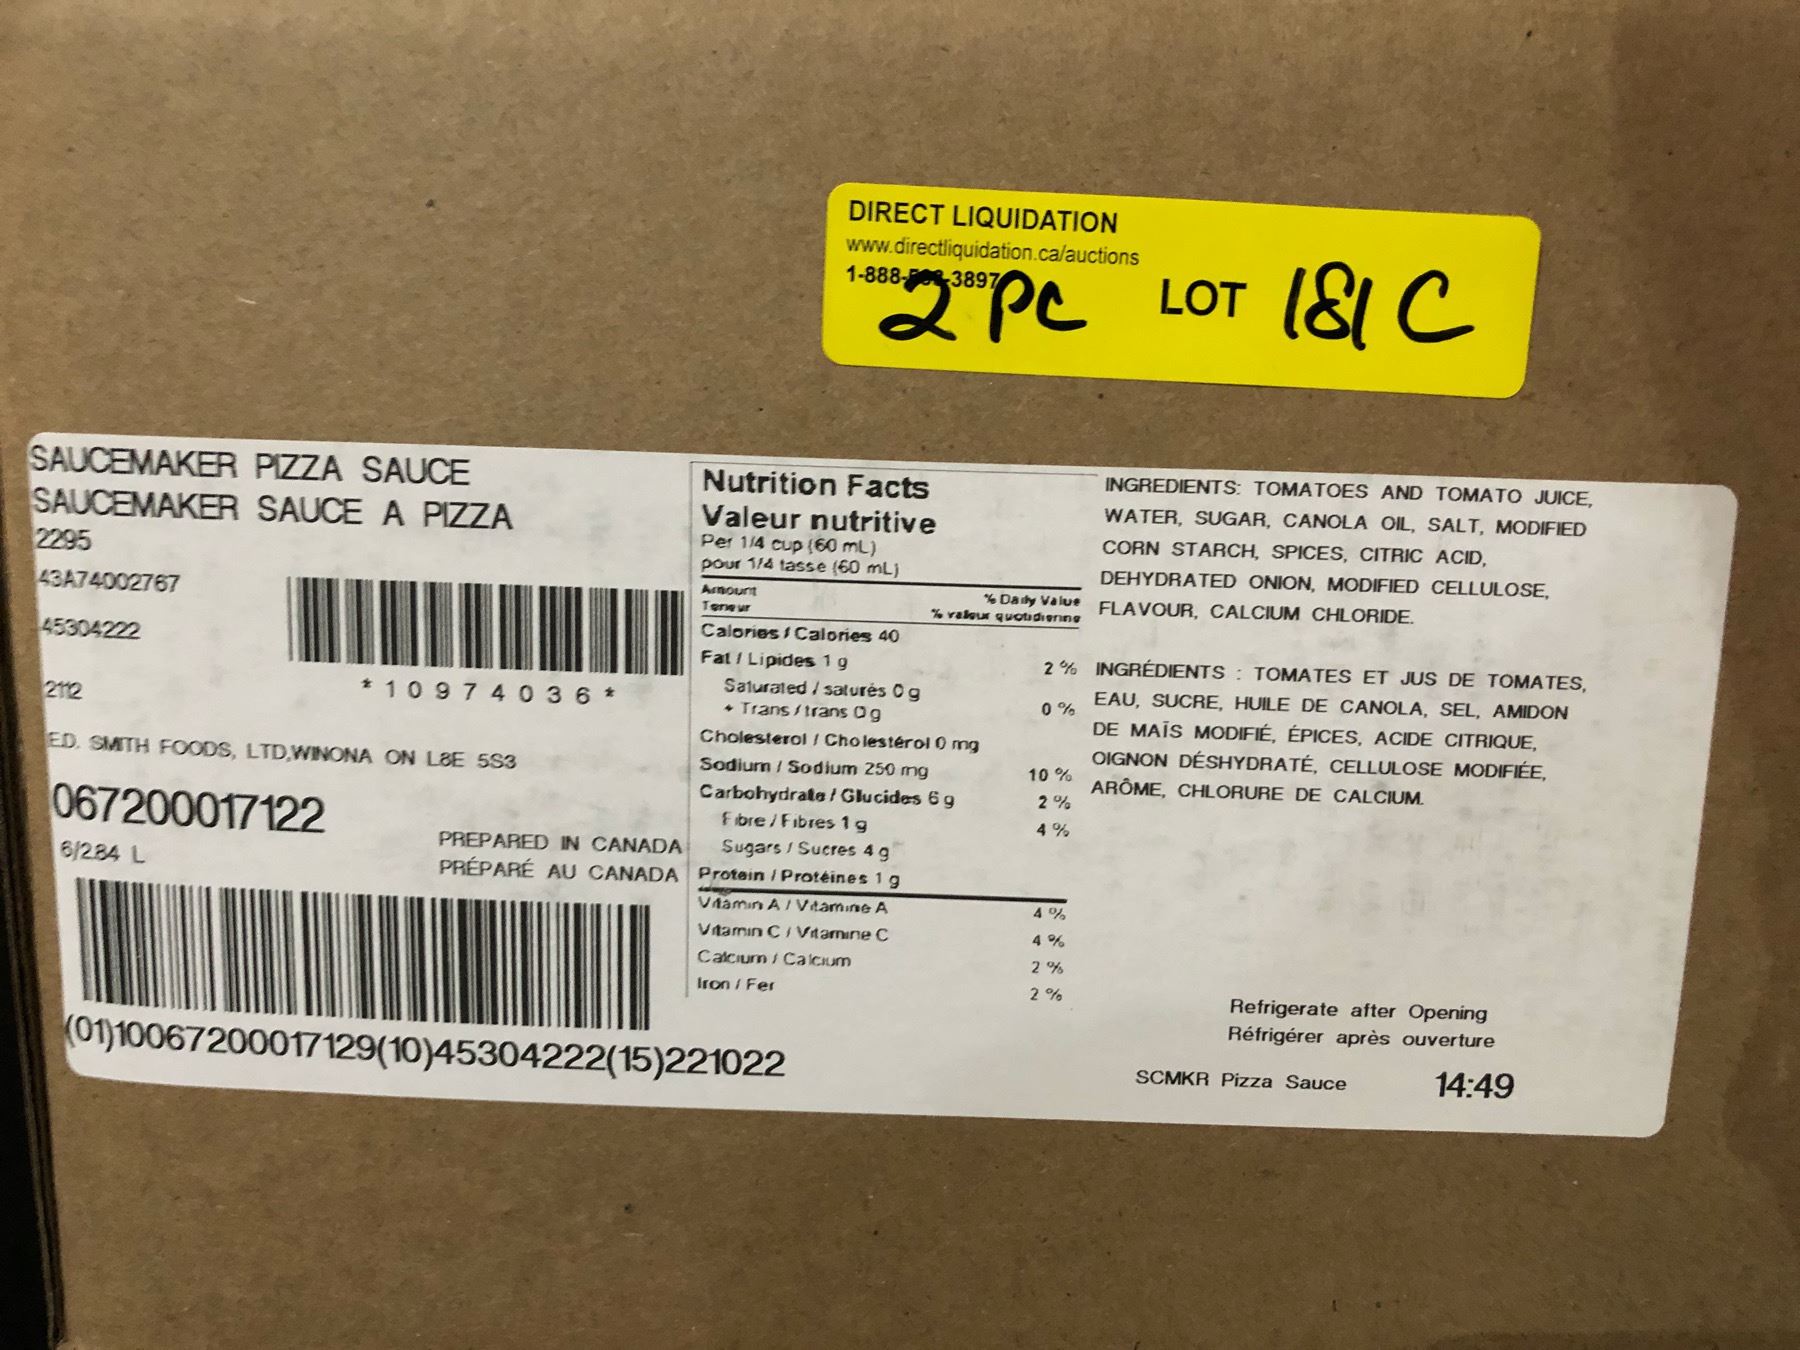 DIRECT LIQUIDATION
www.directliquidation.ca/auctions
1-888- -3897
2 PC LOT 181 C
SAUCEMAKER PIZZA SAUCE
SAUCEMAKER SAUCE A PIZZA
2295
43A74002767
45304222
*10974036*
2112
E.D. SMITH FOODS, LTD,WINONA ON L8E 5S3
067200017122
6/2.84 L
PREPARED IN CANADA
PRÉPARÉ AU CANADA
(01)10067200017129(10)45304222(15)221022
Nutrition Facts
Valeur nutritive
Per 1/4 cup (60 mL)
pour 1/4 tasse (60 mL)
Amount % Daily Value
Teneur % valeur quotidienne
Calories / Calories 40
Fat / Lipides 1 g 2 %
Saturated / saturés 0 g
+ Trans / trans 0 g 0 %
Cholesterol / Cholestérol 0 mg
Sodium / Sodium 250 mg 10 %
Carbohydrate / Glucides 6 g 2 %
Fibre / Fibres 1 g 4 %
Sugars / Sucres 4 g
Protein / Protéines 1 g
Vitamin A / Vitamine A 4 %
Vitamin C / Vitamine C 4 %
Calcium / Calcium 2 %
Iron / Fer 2 %
INGREDIENTS: TOMATOES AND TOMATO JUICE,
WATER, SUGAR, CANOLA OIL, SALT, MODIFIED
CORN STARCH, SPICES, CITRIC ACID,
DEHYDRATED ONION, MODIFIED CELLULOSE,
FLAVOUR, CALCIUM CHLORIDE.
INGRÉDIENTS : TOMATES ET JUS DE TOMATES,
EAU, SUCRE, HUILE DE CANOLA, SEL, AMIDON
DE MAÏS MODIFIÉ, ÉPICES, ACIDE CITRIQUE,
OIGNON DÉSHYDRATÉ, CELLULOSE MODIFIÉE,
ARÔME, CHLORURE DE CALCIUM.
Refrigerate after Opening
Réfrigérer après ouverture
SCMKR Pizza Sauce 14:49